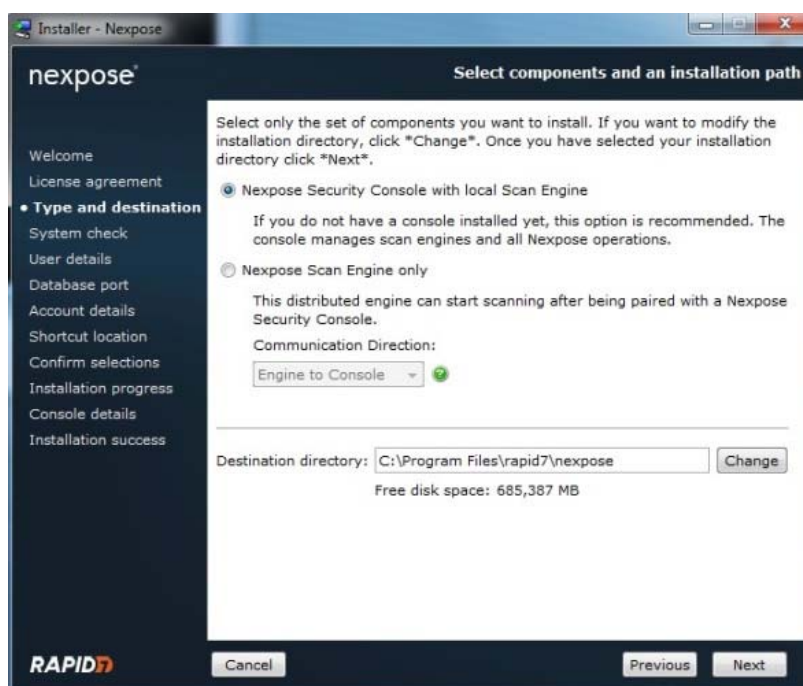 Installer - Nexpose
nexpose
Select components and an installation path
Welcome
License agreement
• Type and destination
System check
User details
Database port
Account details
Shortcut location
Confirm selections
Installation progress
Console details
Installation success
Select only the set of components you want to install. If you want to modify the
installation directory, click *Change*. Once you have selected your installation
directory click *Next*.
Nexpose Security Console with local Scan Engine
If you do not have a console installed yet, this option is recommended. The
console manages scan engines and all Nexpose operations.
Nexpose Scan Engine only
This distributed engine can start scanning after being paired with a Nexpose
Security Console.
Communication Direction:
Engine to Console
Destination directory: C:\Program Files\rapid7\nexpose Change
Free disk space: 685,387 MB
RAPID7 Cancel Previous Next